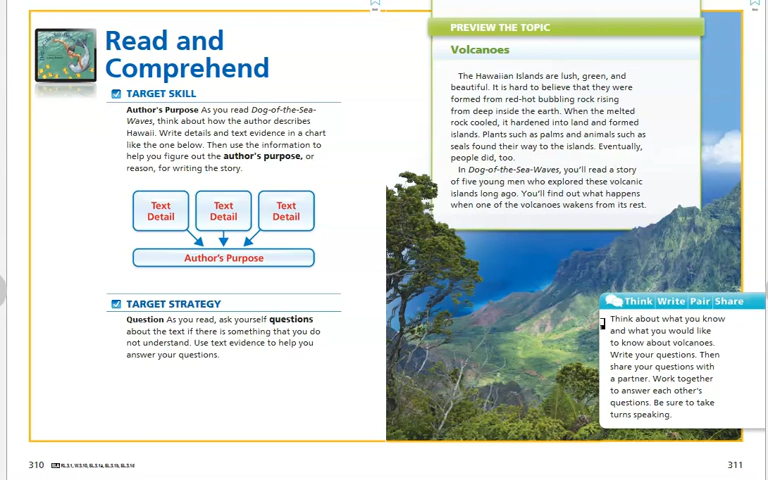 Read and
Comprehend
TARGET SKILL
Author's Purpose As you read Dog-of-the-Sea-
Waves, think about how the author describes
Hawaii. Write details and text evidence in a chart
like the one below. Then use the information to
help you figure out the author's purpose, or
reason, for writing the story.
Text
Detail
Text
Detail
Text
Detail
Author's Purpose
TARGET STRATEGY
Question As you read, ask yourself questions
about the text if there is something that you do
not understand. Use text evidence to help you
answer your questions.
310
PREVIEW THE TOPIC
Volcanoes
The Hawaiian Islands are lush, green, and
beautiful. It is hard to believe that they were
formed from red-hot bubbling rock rising
from deep inside the earth. When the melted
rock cooled, it hardened into land and formed
islands. Plants such as palms and animals such as
seals found their way to the islands. Eventually,
people did, too.
In Dog-of-the-Sea-Waves, you'll read a story
of five young men who explored these volcanic
islands long ago. You'll find out what happens
when one of the volcanoes wakens from its rest.
Think Write Pair Share
Think about what you know
and what you would like
to know about volcanoes.
Write your questions. Then
share your questions with
a partner. Work together
to answer each other's
questions. Be sure to take
turns speaking.
311